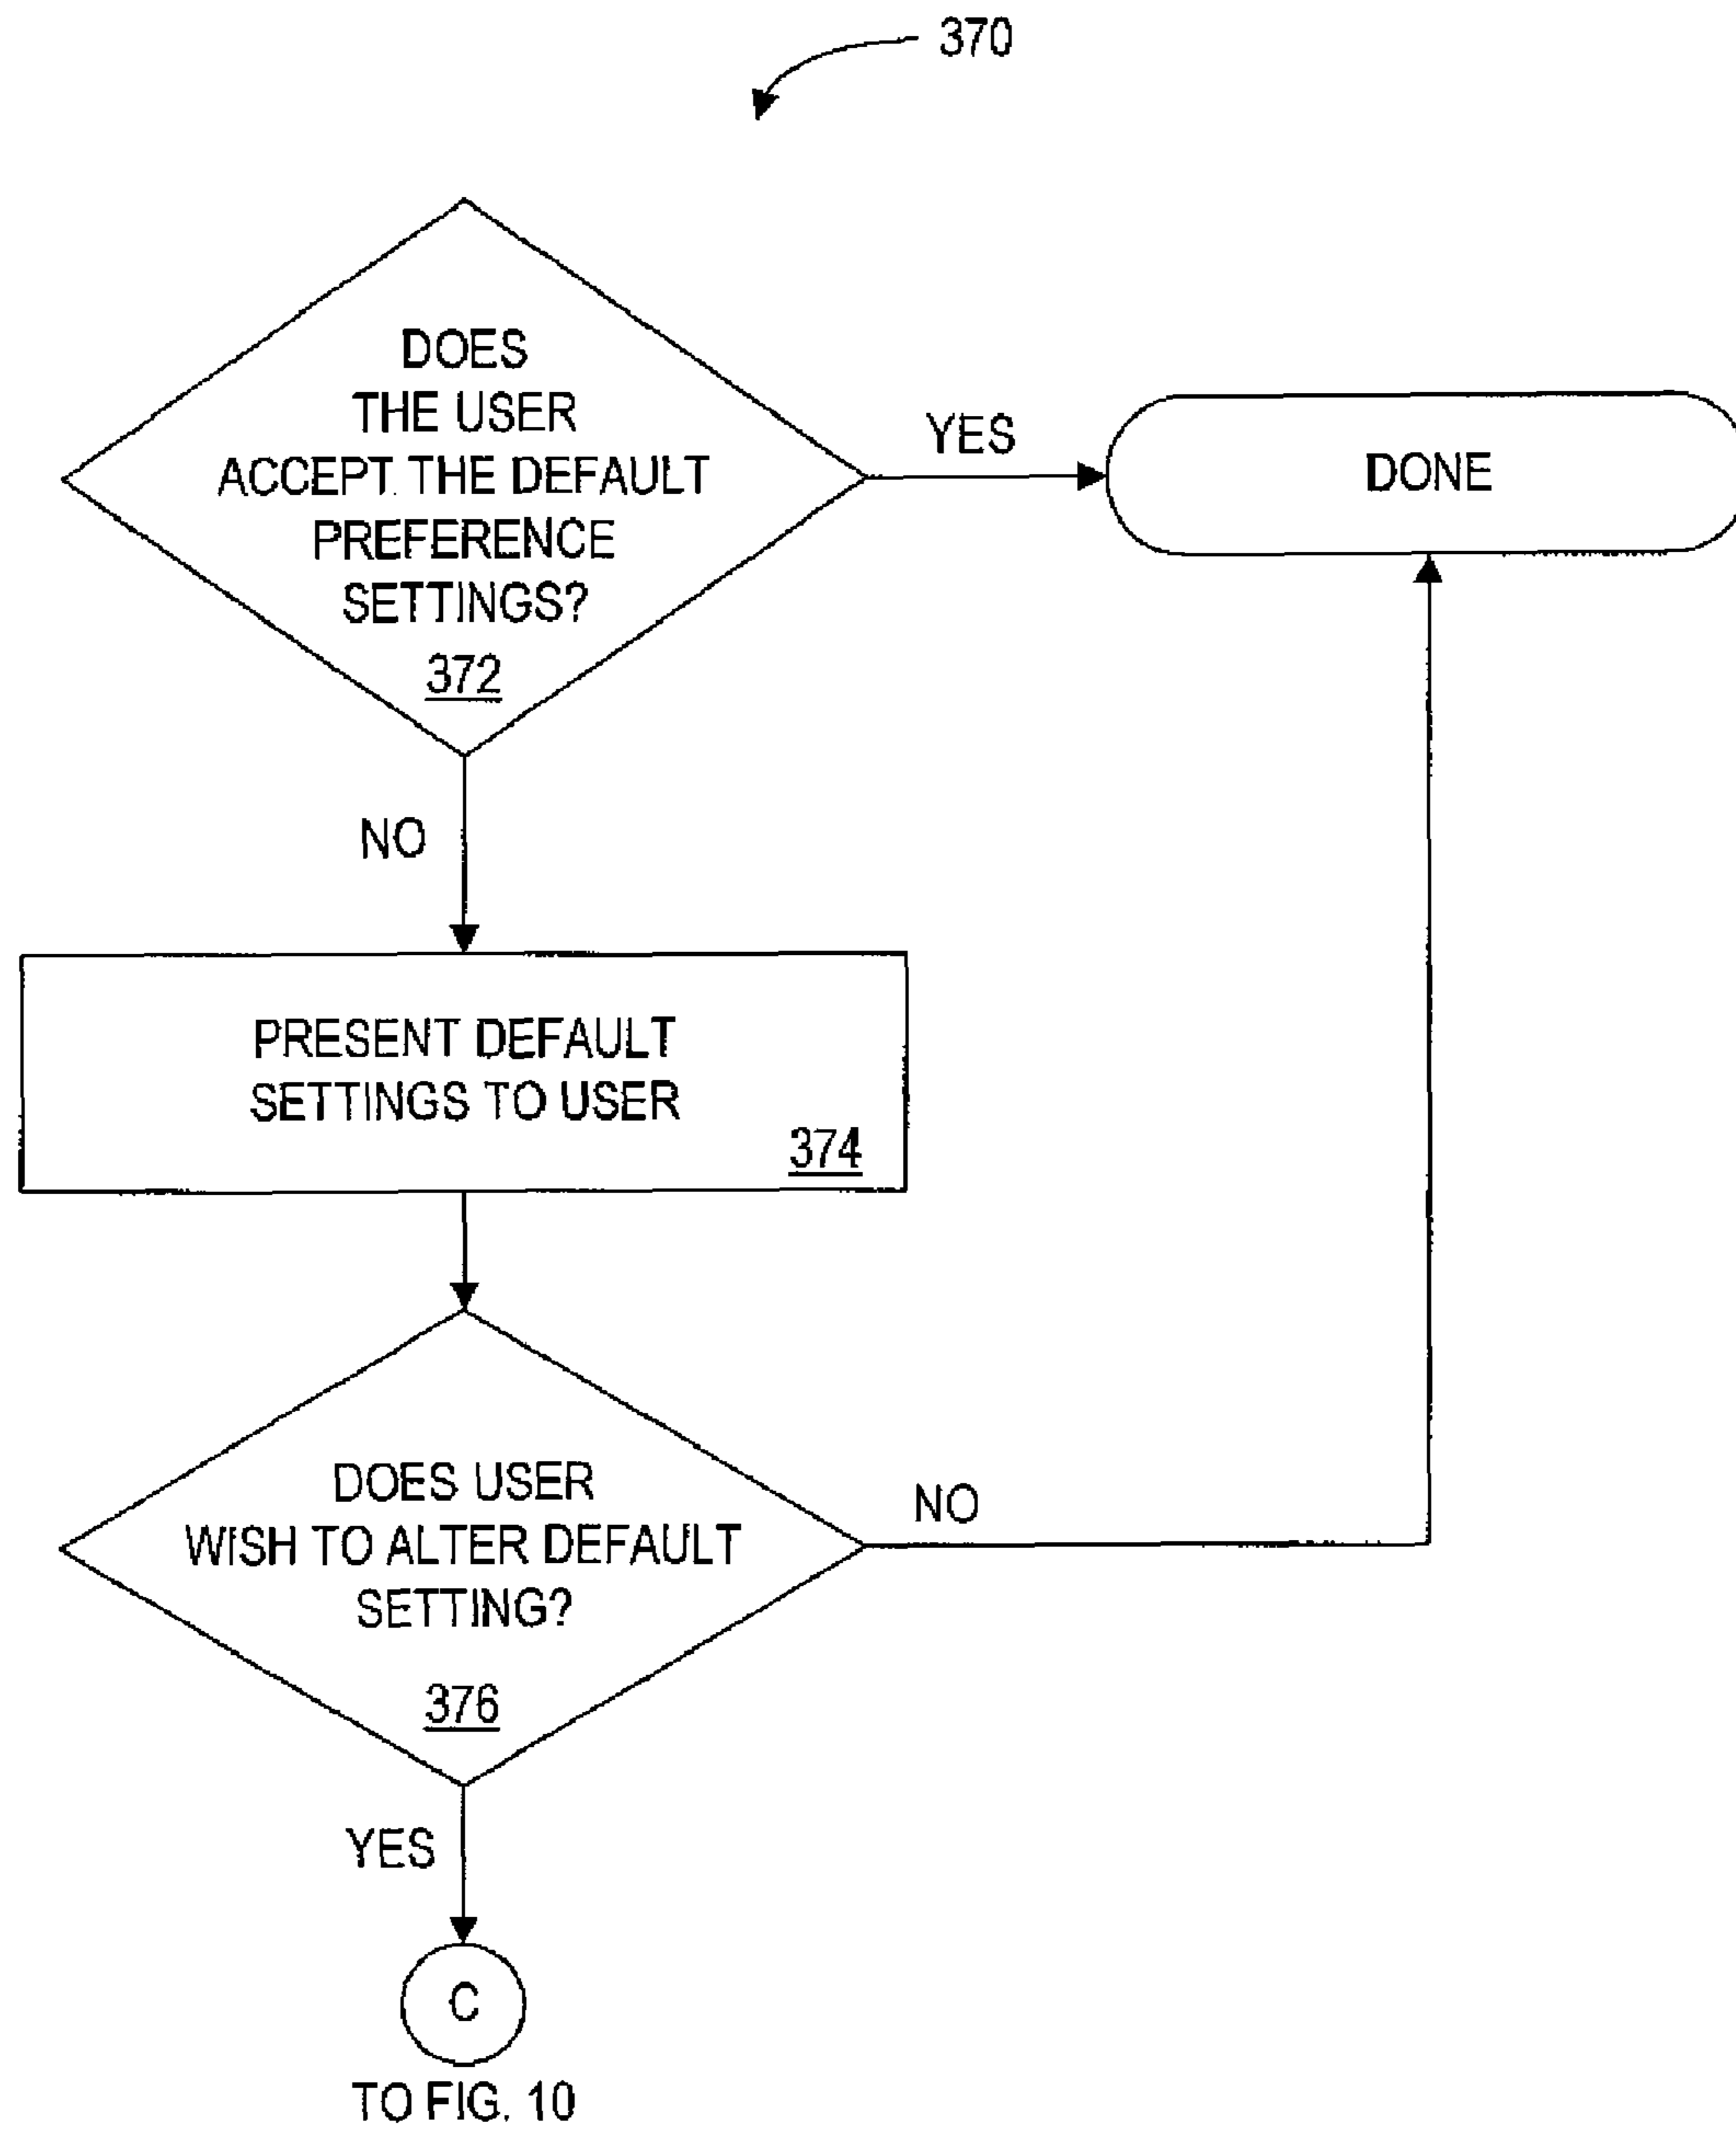 370
DOES
THE USER
ACCEPT THE DEFAULT
PREFERENCE
SETTINGS?
372
YES
DONE
NO
PRESENT DEFAULT
SETTINGS TO USER
374
DOES USER
WISH TO ALTER DEFAULT
SETTING?
376
NO
YES
C
TO FIG. 10